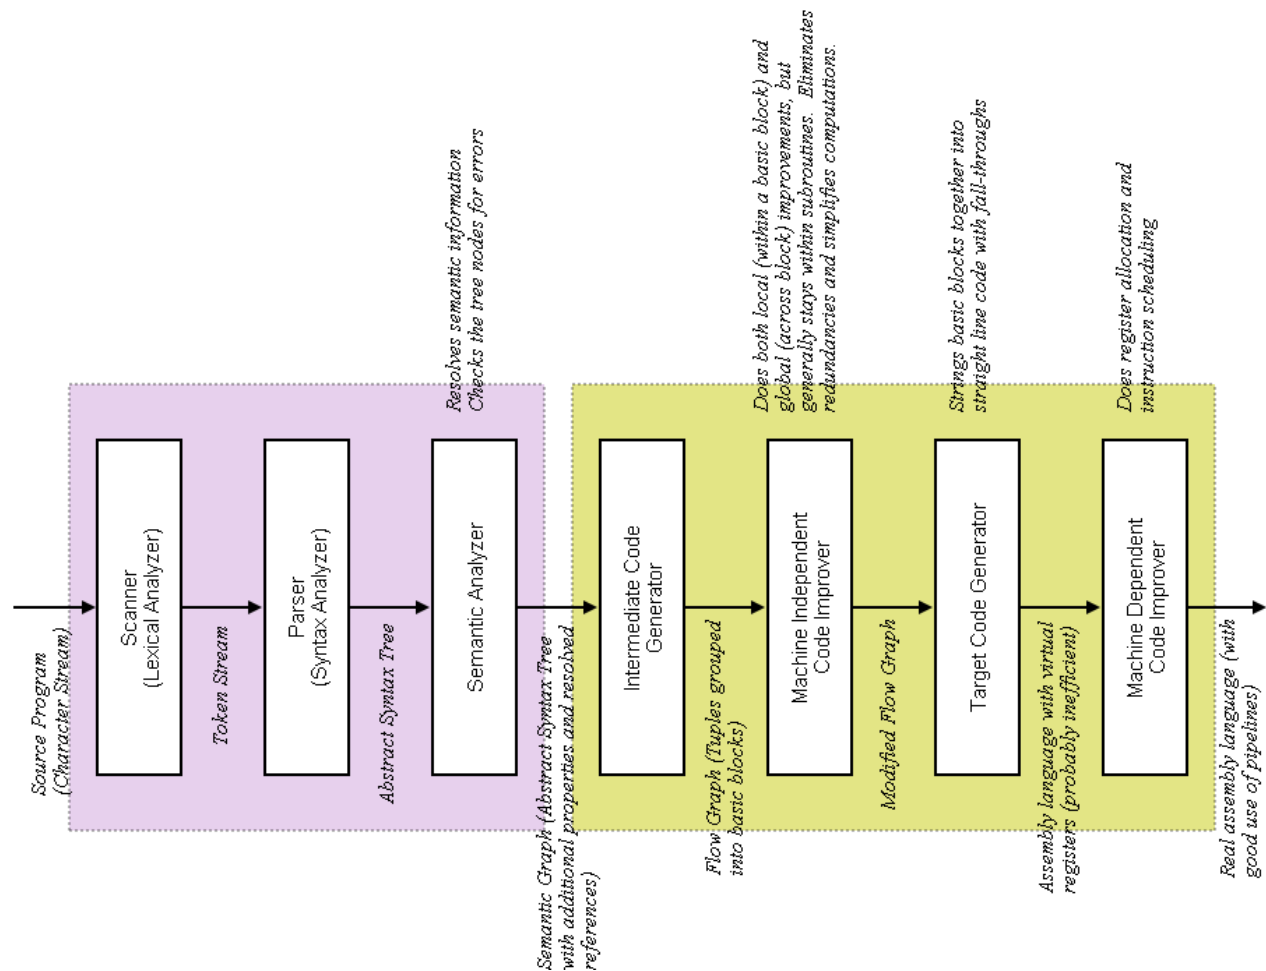 Source Program
(Character Stream)
Scanner
(Lexical Analyzer)
Token Stream
Parser
(Syntax Analyzer)
Abstract Syntax Tree
Semantic Analyzer
Resolves semantic information
Checks the tree nodes for errors
Semantic Graph (Abstract Syntax Tree
with additional properties and resolved
references)
Intermediate Code
Generator
Flow Graph (Tuples grouped
into basic blocks)
Machine Independent
Code Improver
Does both local (within a basic block) and
global (across block) improvements, but
generally stays within subroutines.  Eliminates
redundancies and simplifies computations.
Modified Flow Graph
Target Code Generator
Strings basic blocks together into
straight line code with fall-throughs
Assembly language with virtual
registers (probably inefficient)
Machine Dependent
Code Improver
Does register allocation and
instruction scheduling
Real assembly language (with
good use of pipelines)